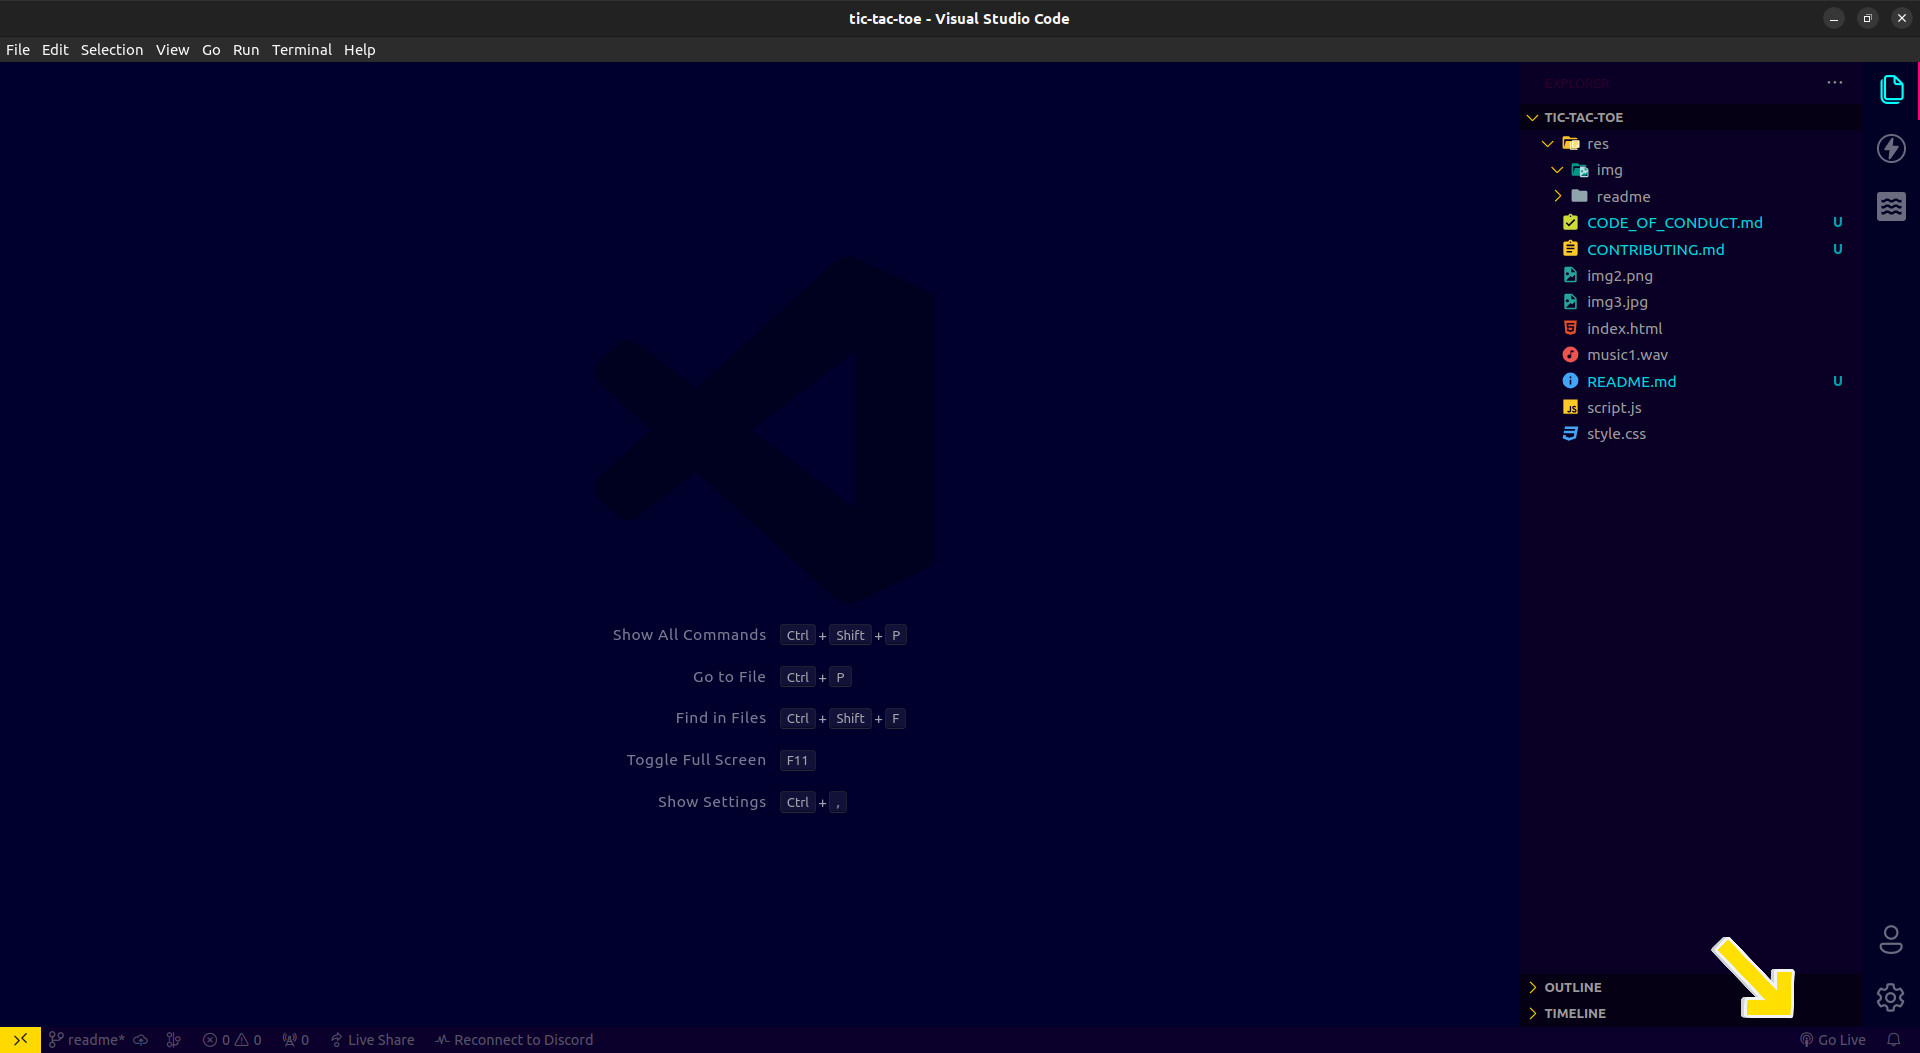 tic-tac-toe - Visual Studio Code
File Edit Selection View Go Run Terminal Help
EXPLORER
TIC-TAC-TOE
res
img
readme
CODE_OF_CONDUCT.md U
CONTRIBUTING.md U
img2.png
img3.jpg
index.html
music1.wav
README.md U
script.js
style.css
Show All Commands Ctrl + Shift + P
Go to File Ctrl + P
Find in Files Ctrl + Shift + F
Toggle Full Screen F11
Show Settings Ctrl + ,
OUTLINE
TIMELINE
readme* 0 0 0 Live Share Reconnect to Discord Go Live